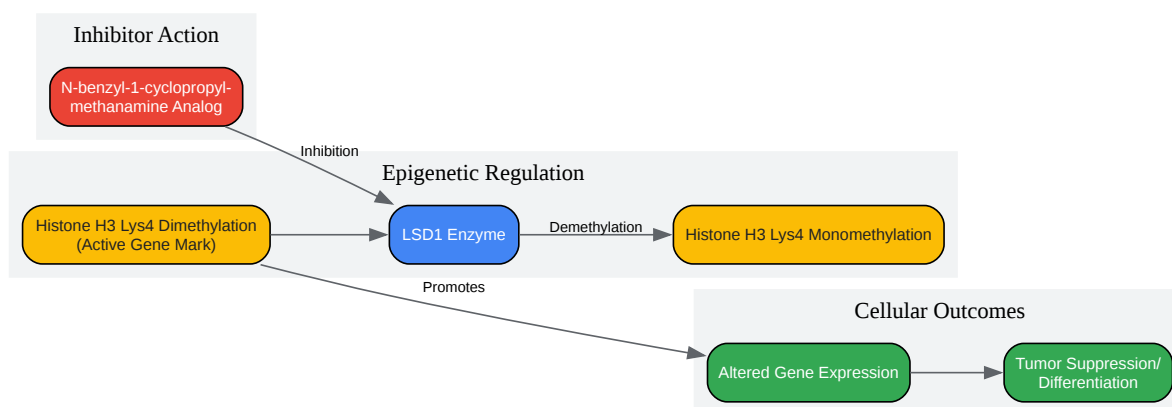 Inhibitor Action
N-benzyl-1-cyclopropyl-
methanamine Analog
Inhibition
Epigenetic Regulation
Histone H3 Lys4 Dimethylation
(Active Gene Mark)
LSD1 Enzyme
Demethylation
Histone H3 Lys4 Monomethylation
Promotes
Cellular Outcomes
Altered Gene Expression
Tumor Suppression/
Differentiation